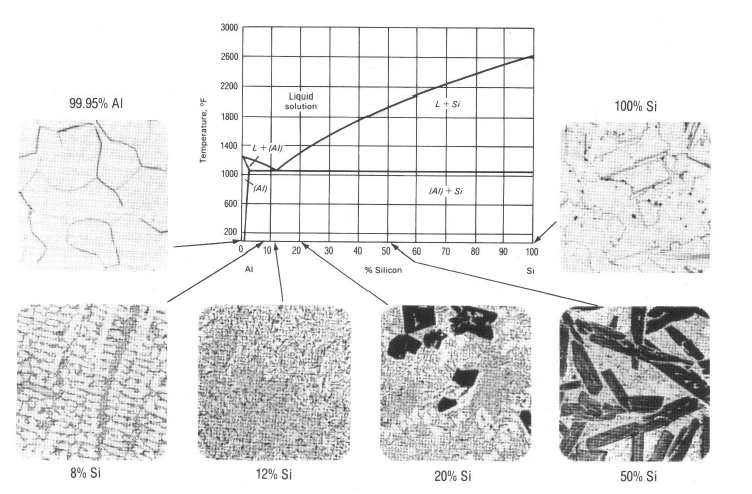 3000
2600
2200
1800
1400
1000
600
200
Temperature, °F
Liquid
solution
L + Si
L + (Al)
(Al)
(Al) + Si
0 10 20 30 40 50 60 70 80 90 100
Al % Silicon Si
99.95% Al
100% Si
8% Si
12% Si
20% Si
50% Si